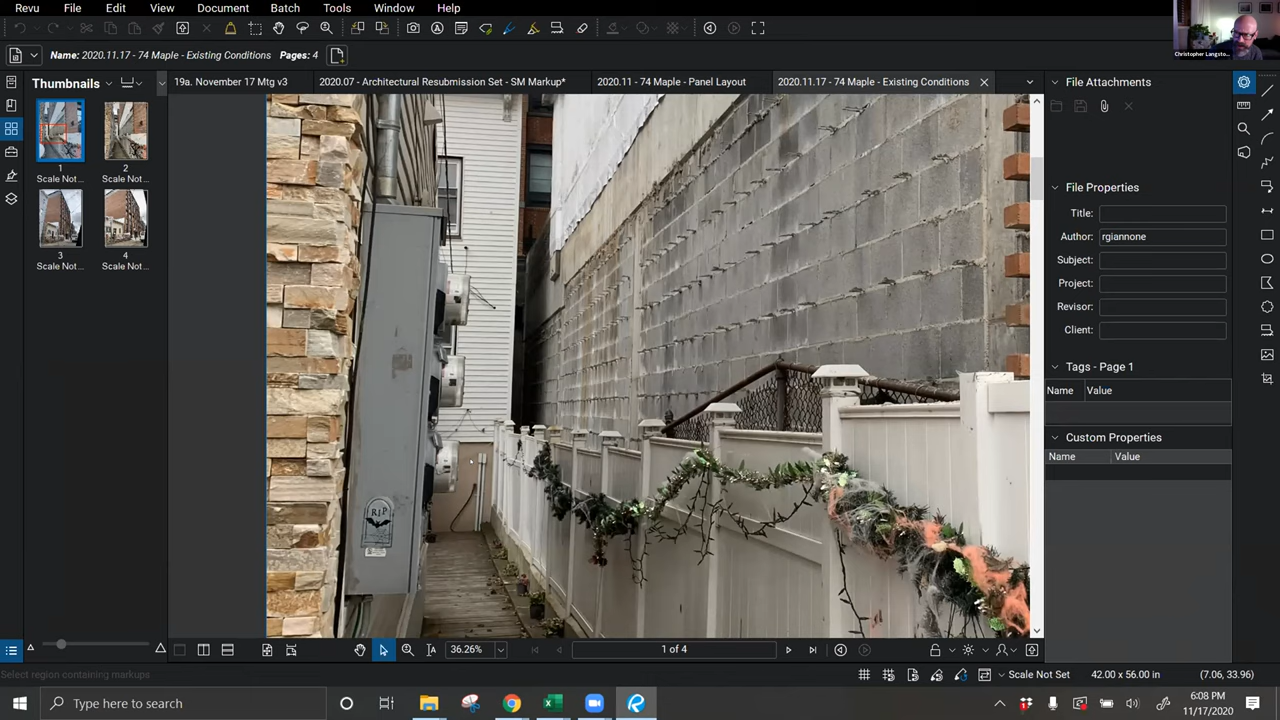 Revu File Edit View Document Batch Tools Window Help
Name: 2020.11.17 - 74 Maple - Existing Conditions Pages: 4
Thumbnails
19a. November 17 Mtg v3
2020.07 - Architectural Resubmission Set - SM Markup*
2020.11 - 74 Maple - Panel Layout
2020.11.17 - 74 Maple - Existing Conditions
Christopher Langsto...
1
Scale Not...
2
Scale Not...
3
Scale Not...
4
Scale Not...
RIP
File Attachments
File Properties
Title:
Author: rgiannone
Subject:
Project:
Revisor:
Client:
Tags - Page 1
Name Value
Custom Properties
Name Value
36.26%
1 of 4
Select region containing markups
Scale Not Set
42.00 x 56.00 in
(7.06, 33.96)
Type here to search
6:08 PM
11/17/2020